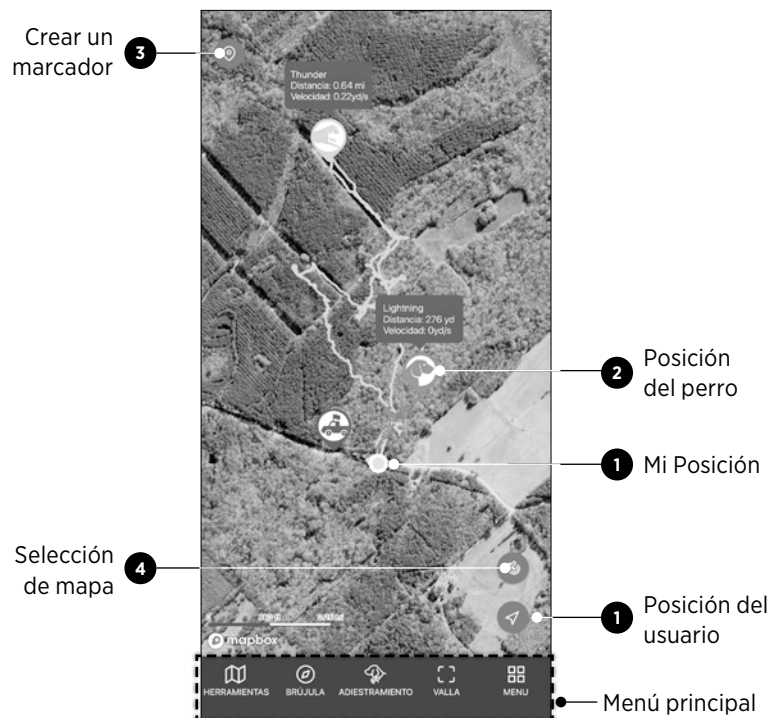 Crear un
marcador
3
Thunder
Distancia: 0.64 mi
Velocidad: 0.22yd/s
Lightning
Distancia: 276 yd
Velocidad: 0yd/s
2
Posición
del perro
1
Mi Posición
Selección
de mapa
4
1
Posición del
usuario
mapbox
HERRAMIENTAS
BRÚJULA
ADIESTRAMIENTO
VALLA
MENU
Menú principal